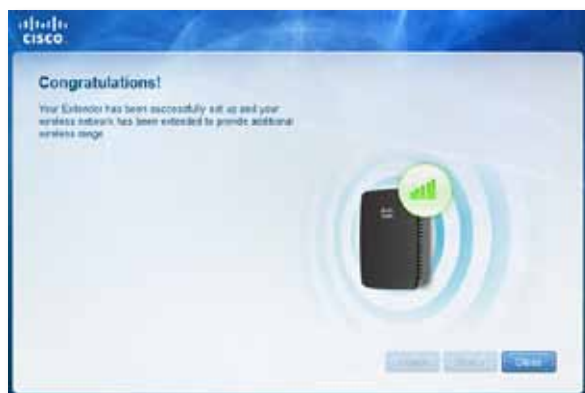 CISCO
Congratulations!
Your Extender has been successfully set up and your
wireless network has been extended to provide additional
wireless range
Close